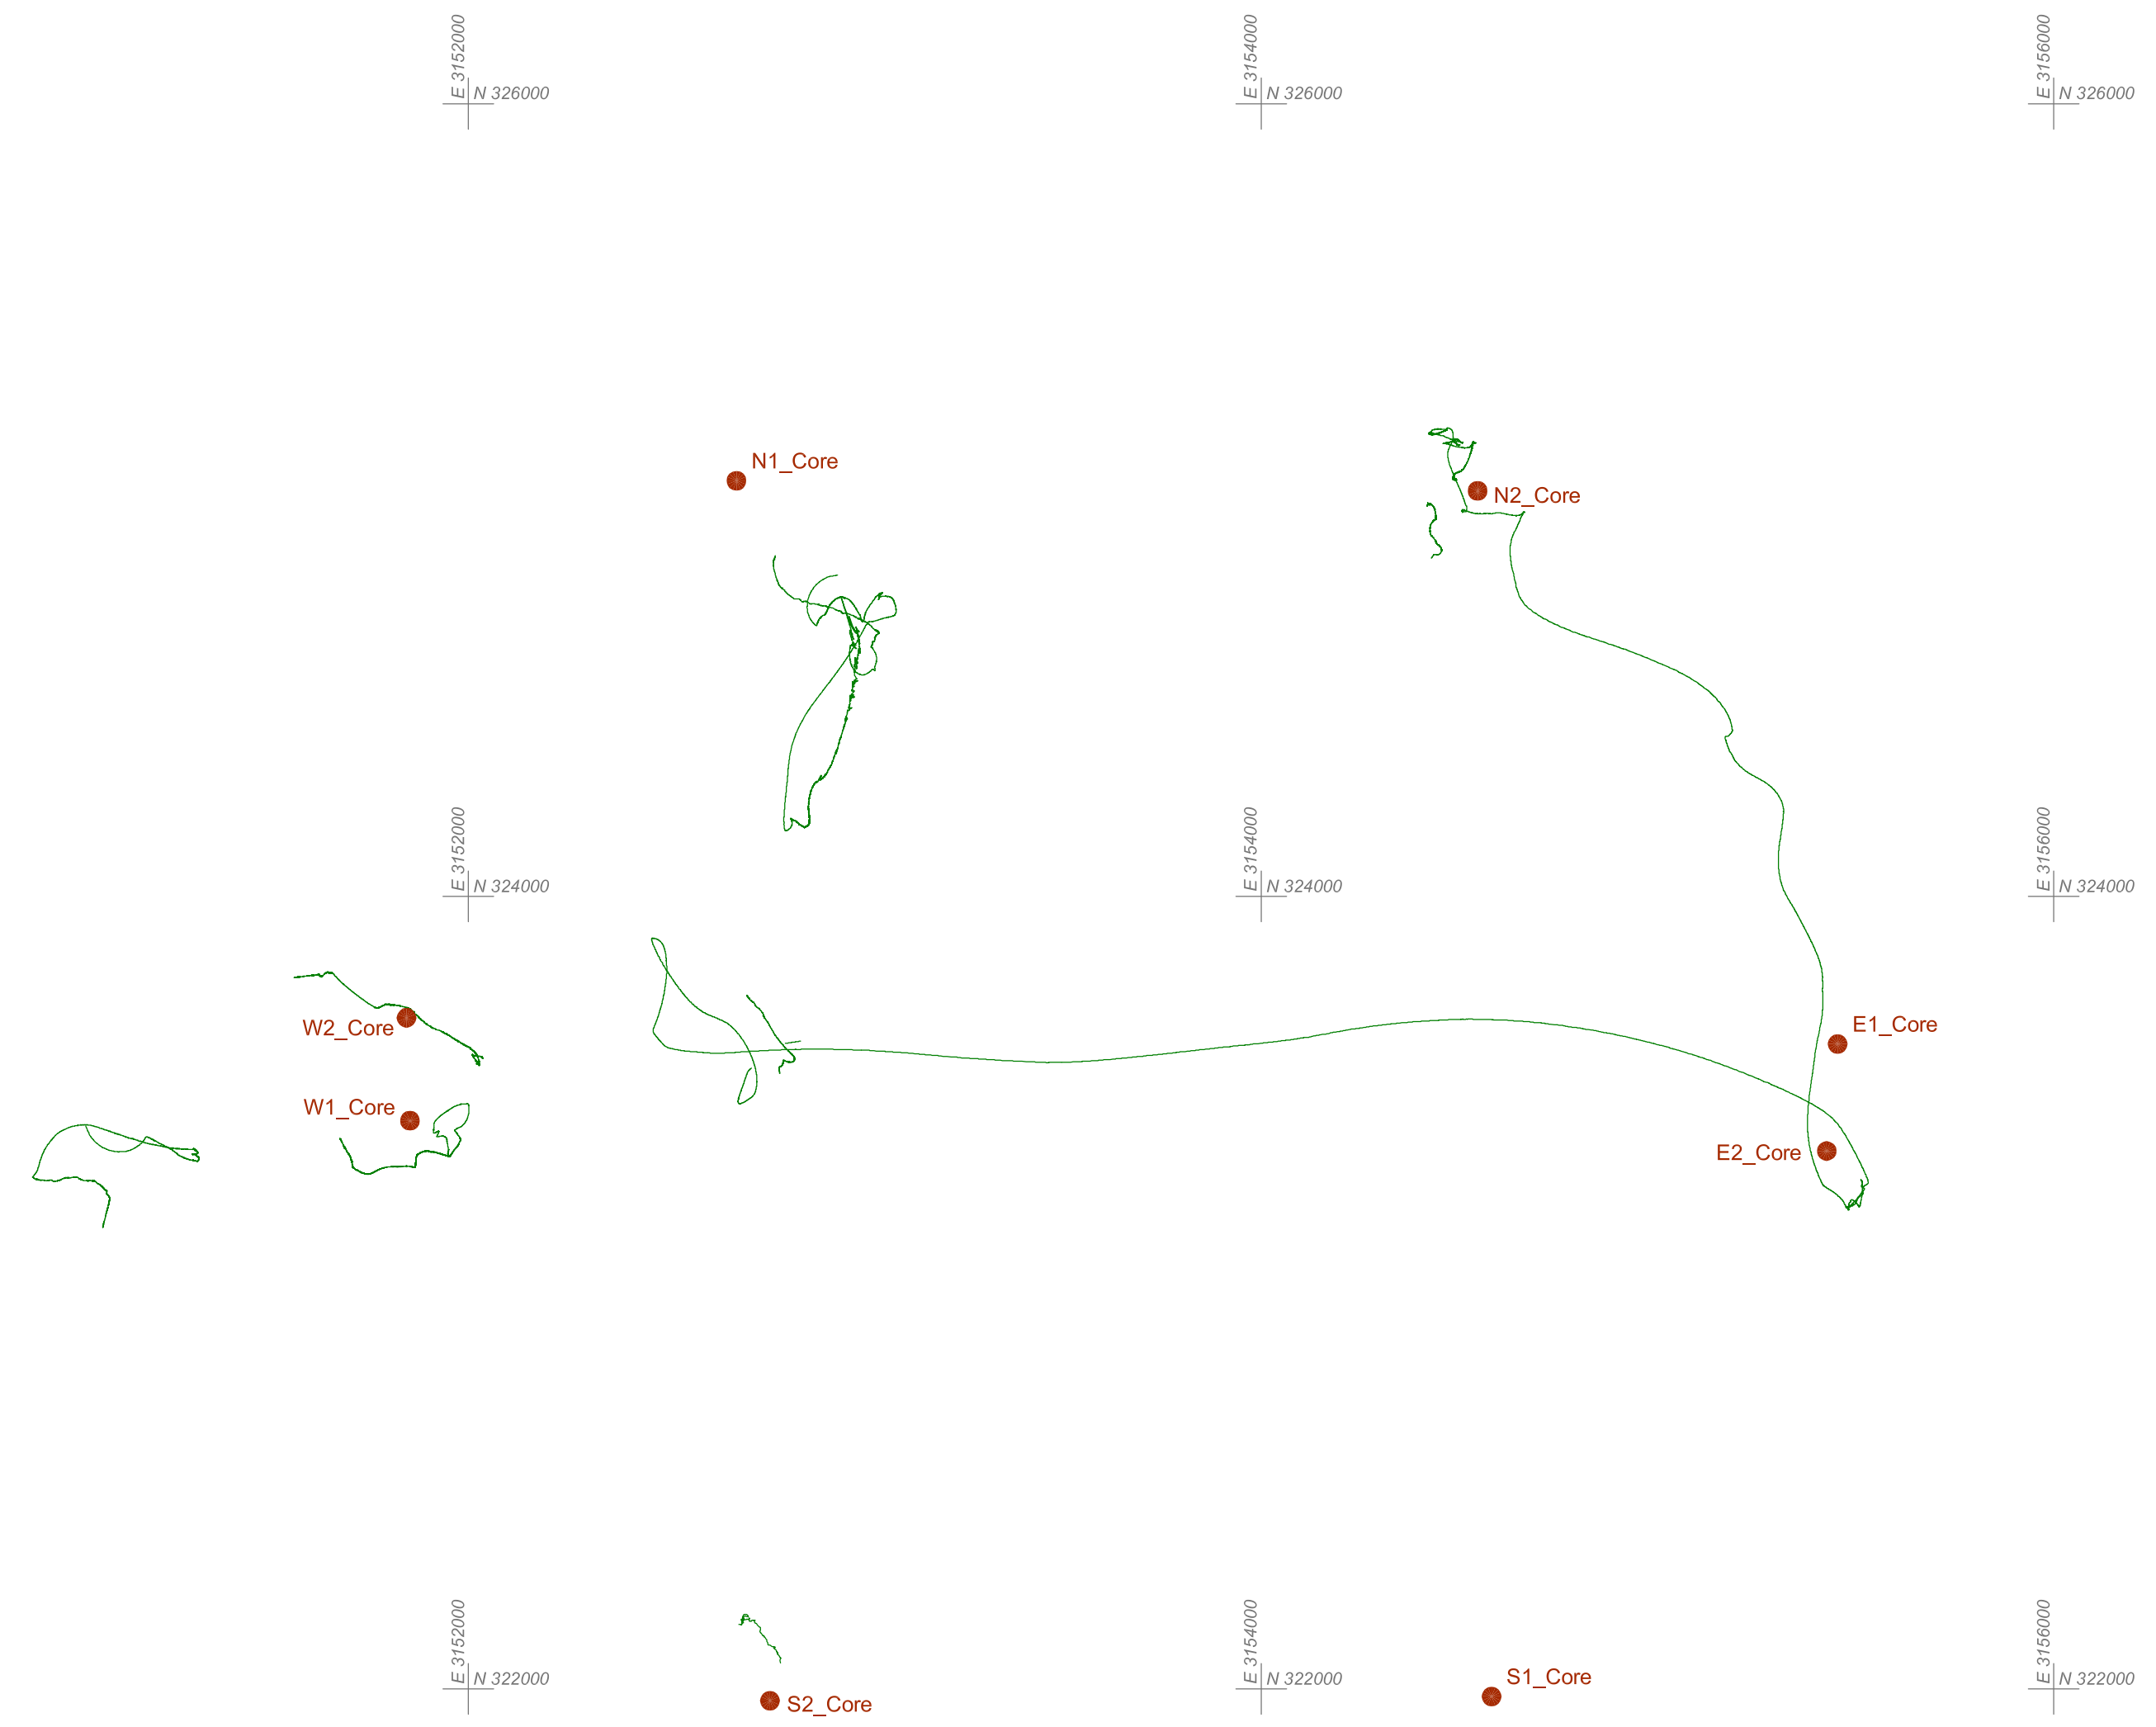 E 3152000
N 326000
E 3154000
N 326000
E 3156000
N 326000
N1_Core
N2_Core
E 3152000
N 324000
E 3154000
N 324000
E 3156000
N 324000
W2_Core
E1_Core
W1_Core
E2_Core
E 3152000
N 322000
E 3154000
N 322000
E 3156000
N 322000
S1_Core
S2_Core